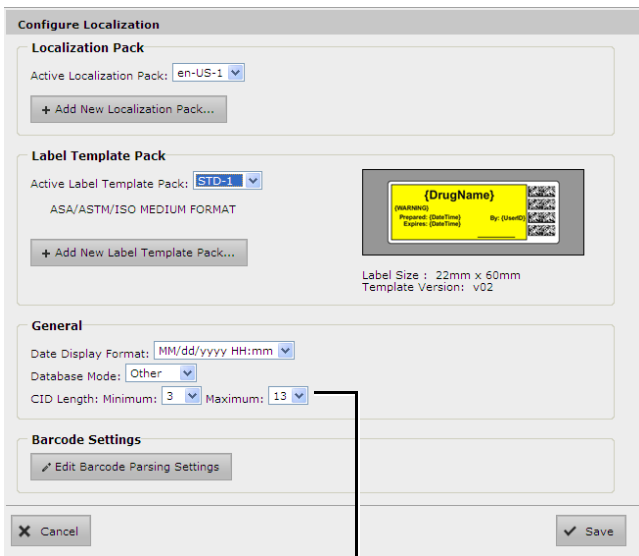 Configure Localization
Localization Pack
Active Localization Pack: en-US-1
+ Add New Localization Pack...
Label Template Pack
Active Label Template Pack: STD-1
ASA/ASTM/ISO MEDIUM FORMAT
+ Add New Label Template Pack...
{DrugName}
{WARNING}
Prepared: {DateTime} By: {UserID}
Expires: {DateTime}
Label Size : 22mm x 60mm
Template Version: v02
General
Date Display Format: MM/dd/yyyy HH:mm
Database Mode: Other
CID Length: Minimum: 3 Maximum: 13
Barcode Settings
Edit Barcode Parsing Settings
Cancel
Save